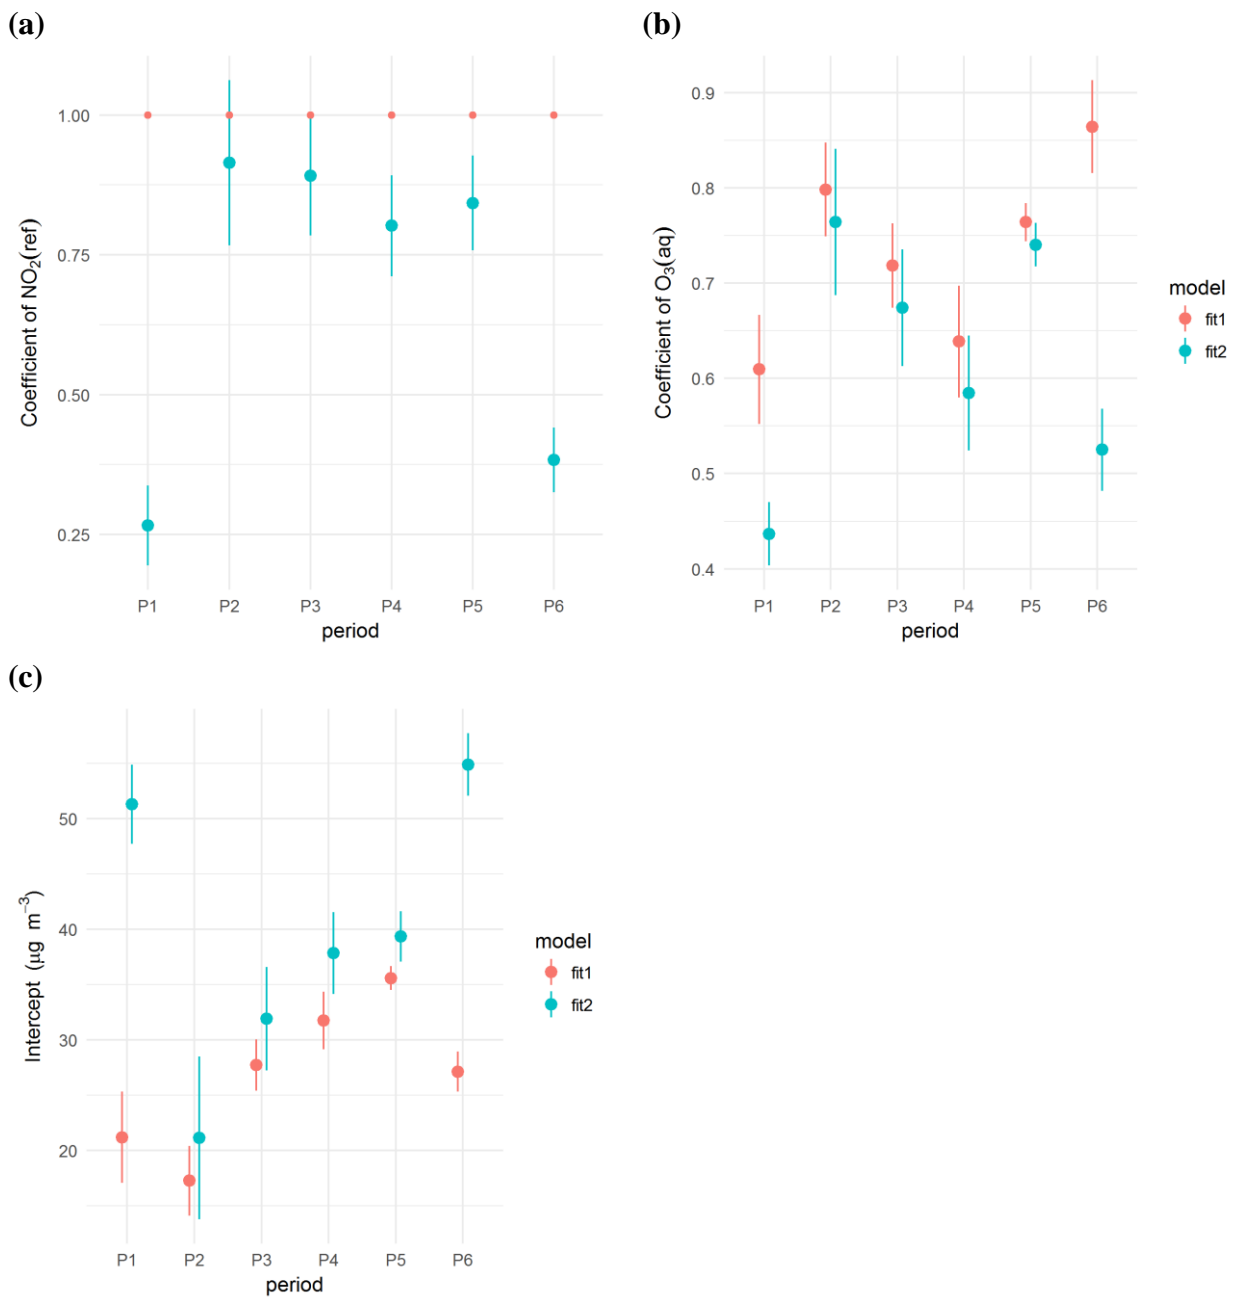 (a)
1.00
0.75
0.50
0.25
Coefficient of NO₂(ref)
P1 P2 P3 P4 P5 P6
period
(b)
0.9
0.8
0.7
0.6
0.5
0.4
Coefficient of O₃(aq)
P1 P2 P3 P4 P5 P6
period
model
fit1
fit2
(c)
50
40
30
20
Intercept (µg m⁻³)
P1 P2 P3 P4 P5 P6
period
model
fit1
fit2